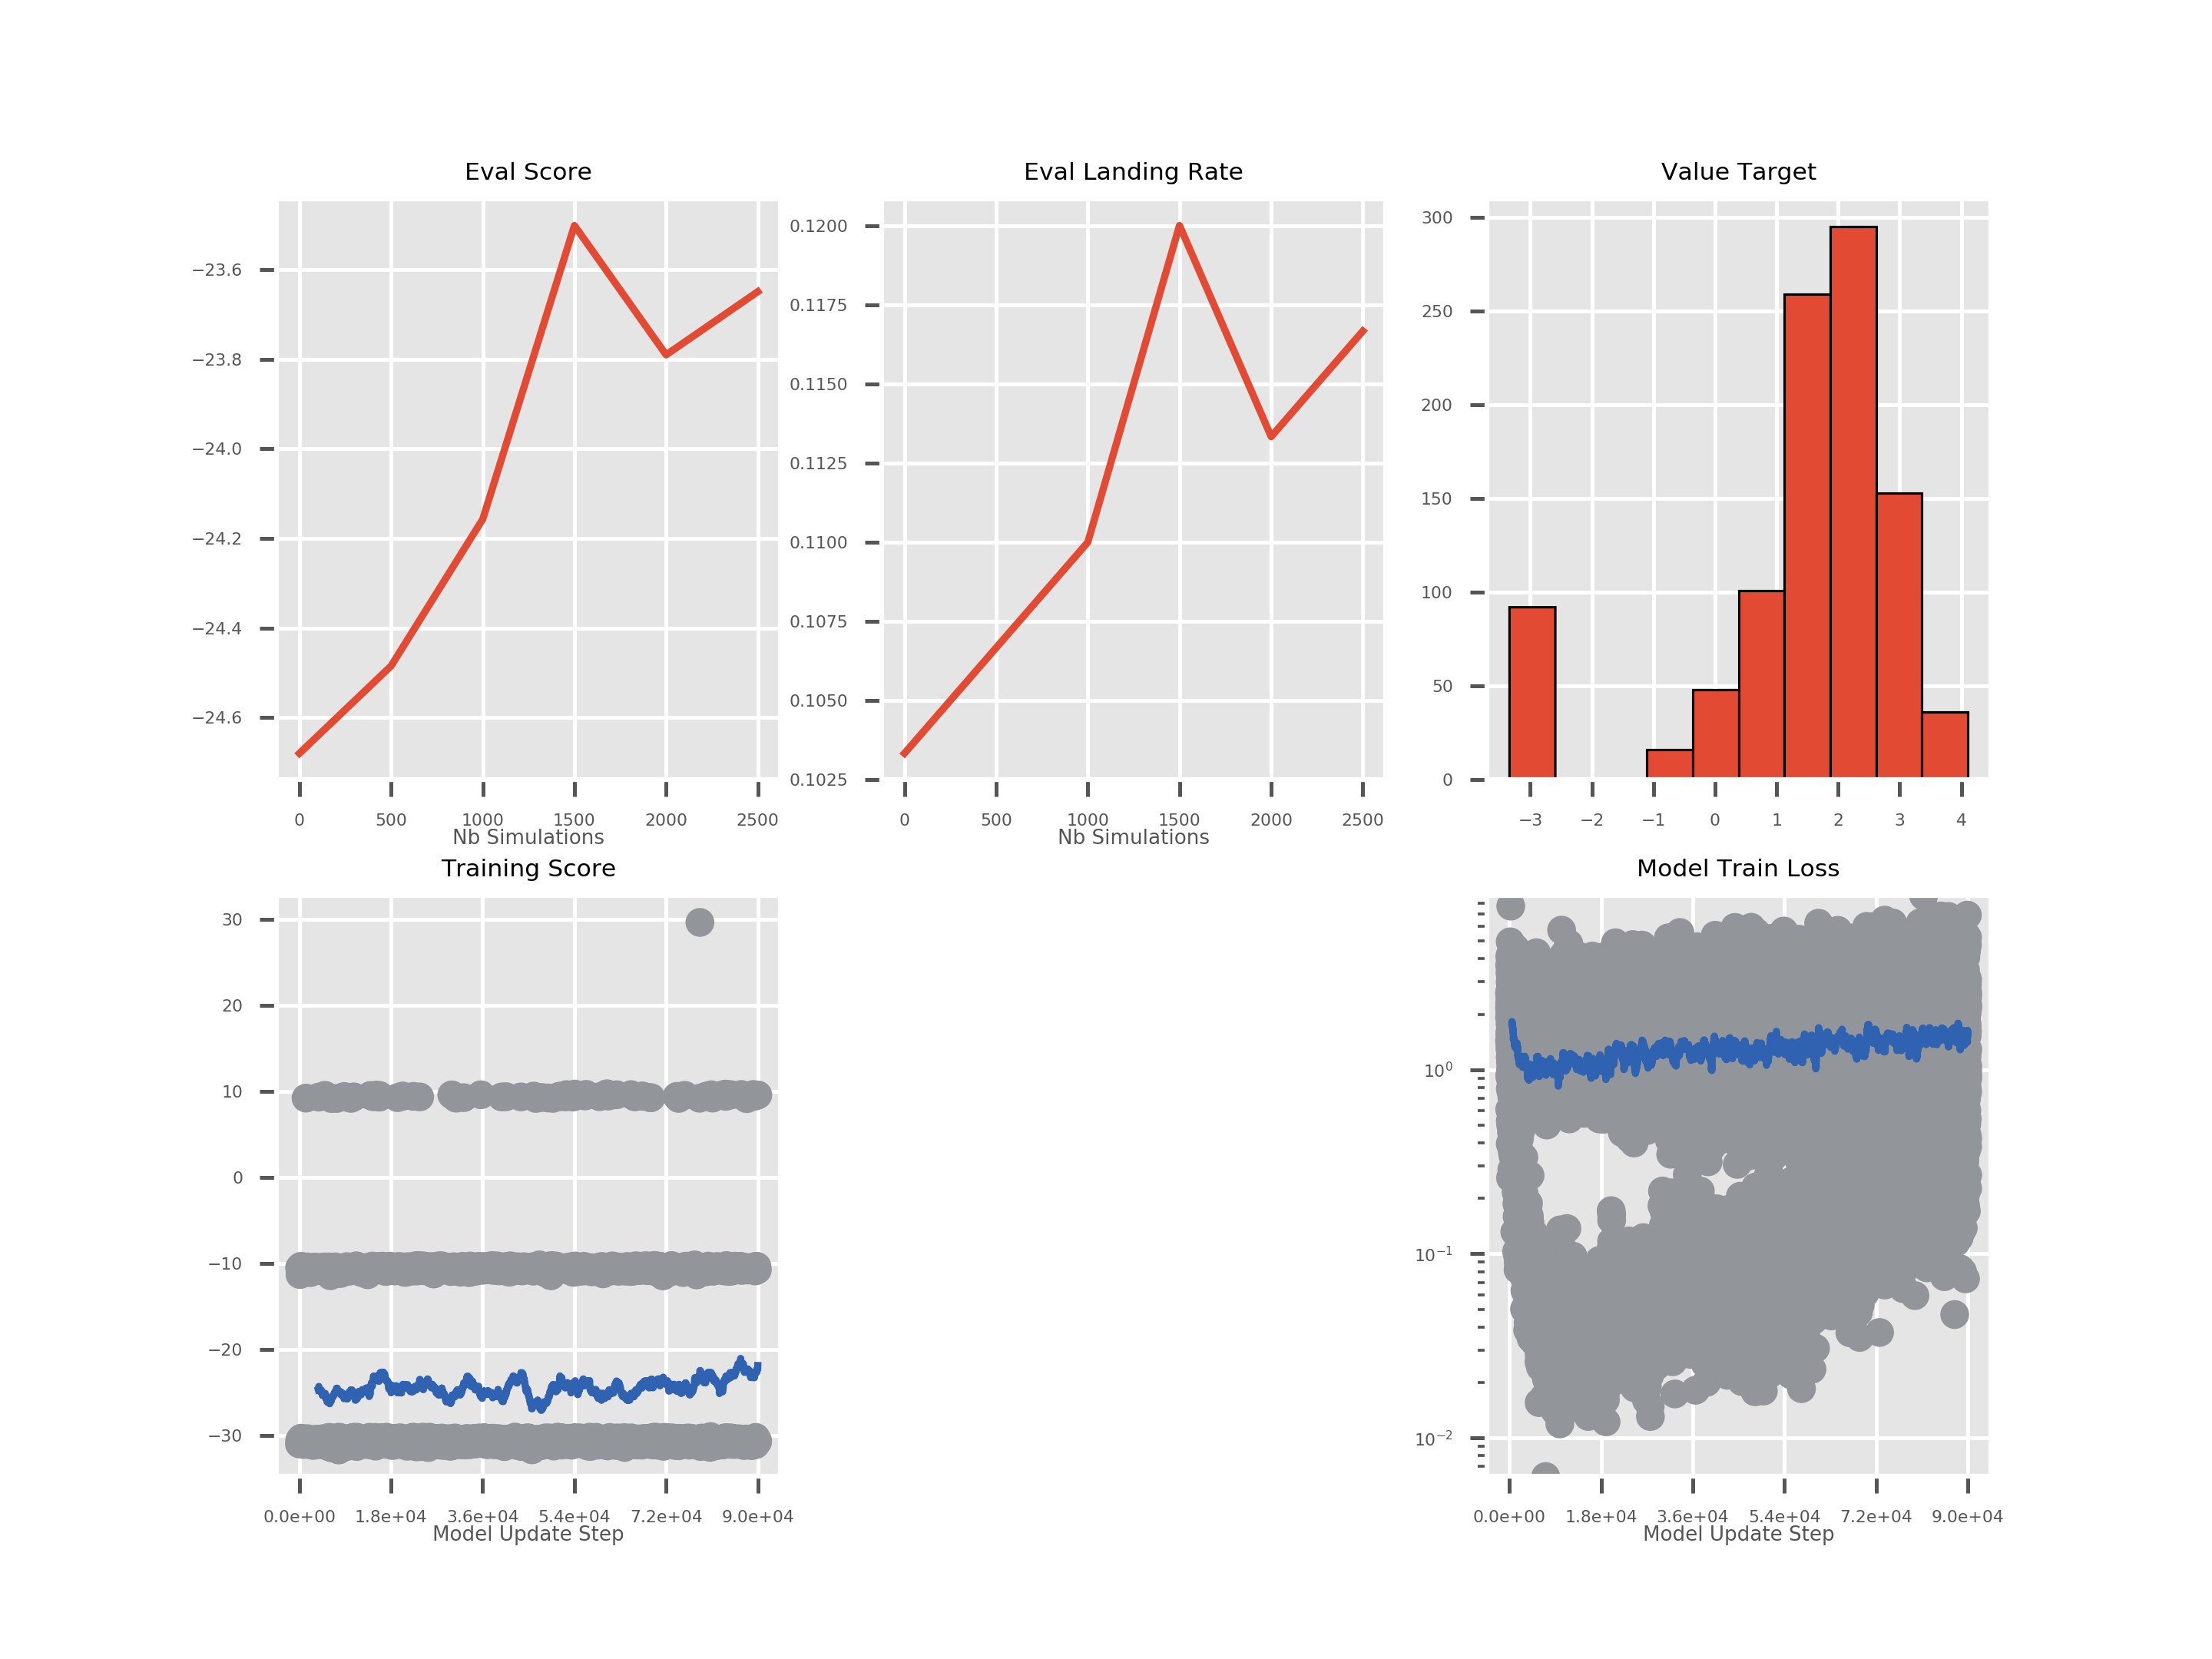 Eval Score
−23.6
−23.8
−24.0
−24.2
−24.4
−24.6
0 500 1000 1500 2000 2500
Nb Simulations
Eval Landing Rate
0.1200
0.1175
0.1150
0.1125
0.1100
0.1075
0.1050
0.1025
0 500 1000 1500 2000 2500
Nb Simulations
Value Target
300
250
200
150
100
50
0
−3 −2 −1 0 1 2 3 4
Training Score
30
20
10
0
−10
−20
−30
0.0e+00 1.8e+04 3.6e+04 5.4e+04 7.2e+04 9.0e+04
Model Update Step
Model Train Loss
10⁰
10⁻¹
10⁻²
0.0e+00 1.8e+04 3.6e+04 5.4e+04 7.2e+04 9.0e+04
Model Update Step